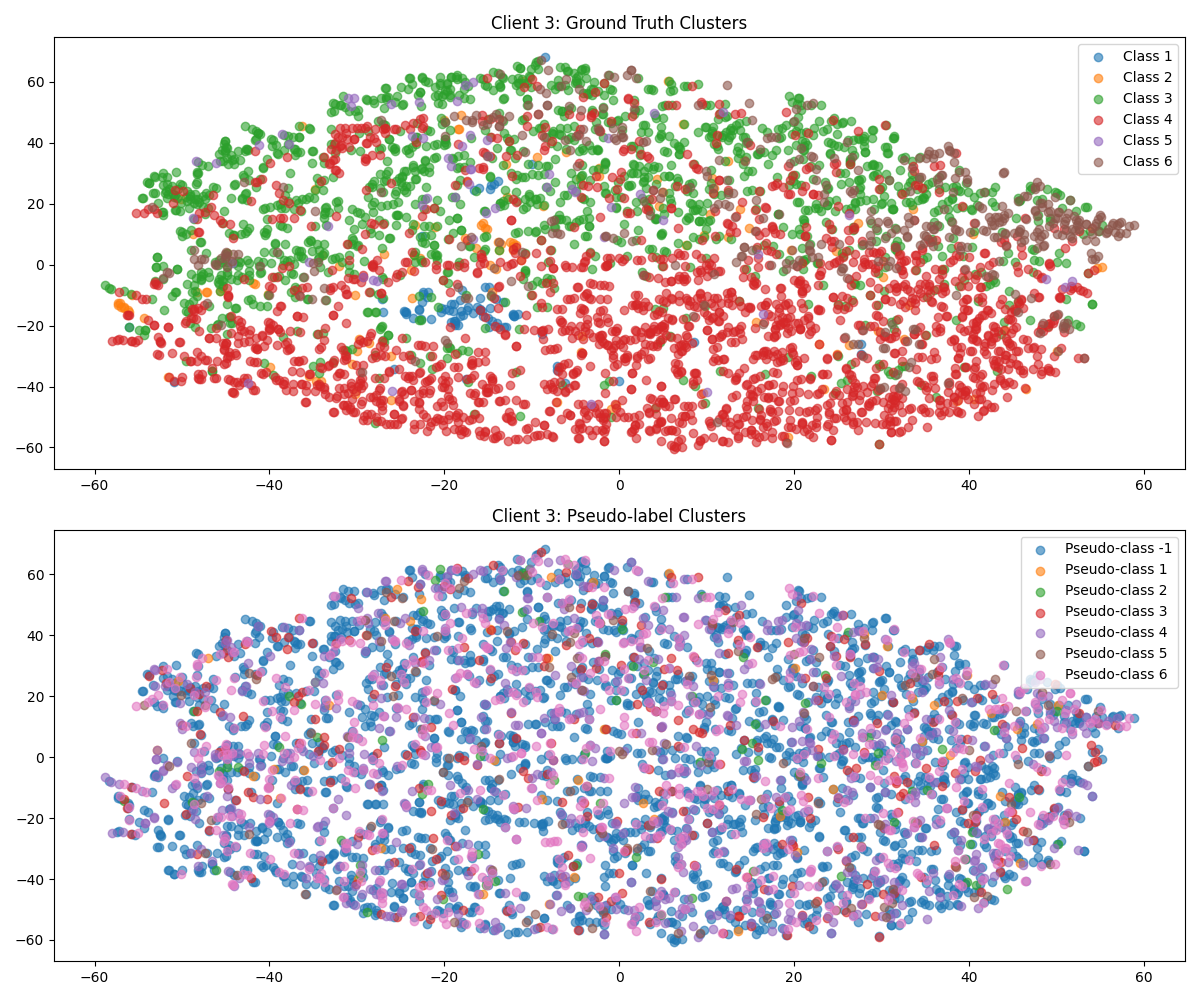 Client 3: Ground Truth Clusters
60
40
20
0
−20
−40
−60
−60
−40
−20
0
20
40
60
Class 1
Class 2
Class 3
Class 4
Class 5
Class 6
Client 3: Pseudo-label Clusters
60
40
20
0
−20
−40
−60
−60
−40
−20
0
20
40
60
Pseudo-class -1
Pseudo-class 1
Pseudo-class 2
Pseudo-class 3
Pseudo-class 4
Pseudo-class 5
Pseudo-class 6